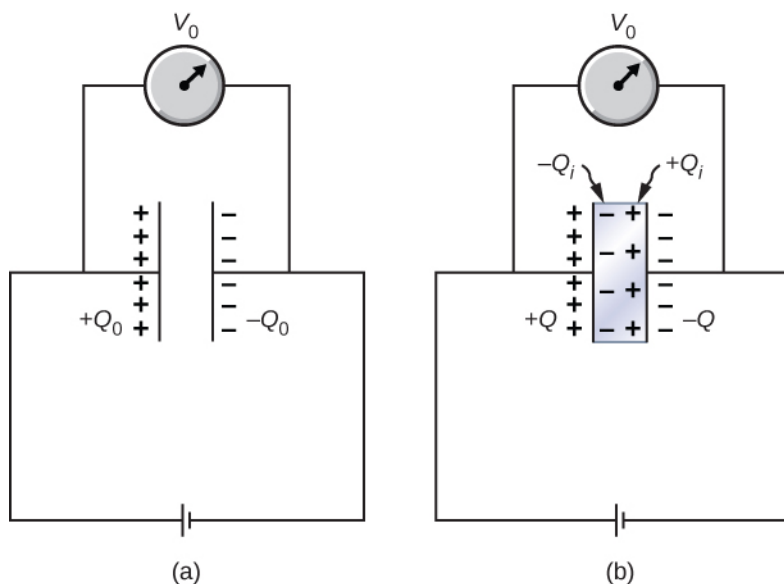 V₀
+Q₀
–Q₀
(a)
V₀
–Qᵢ
+Qᵢ
+Q
–Q
(b)